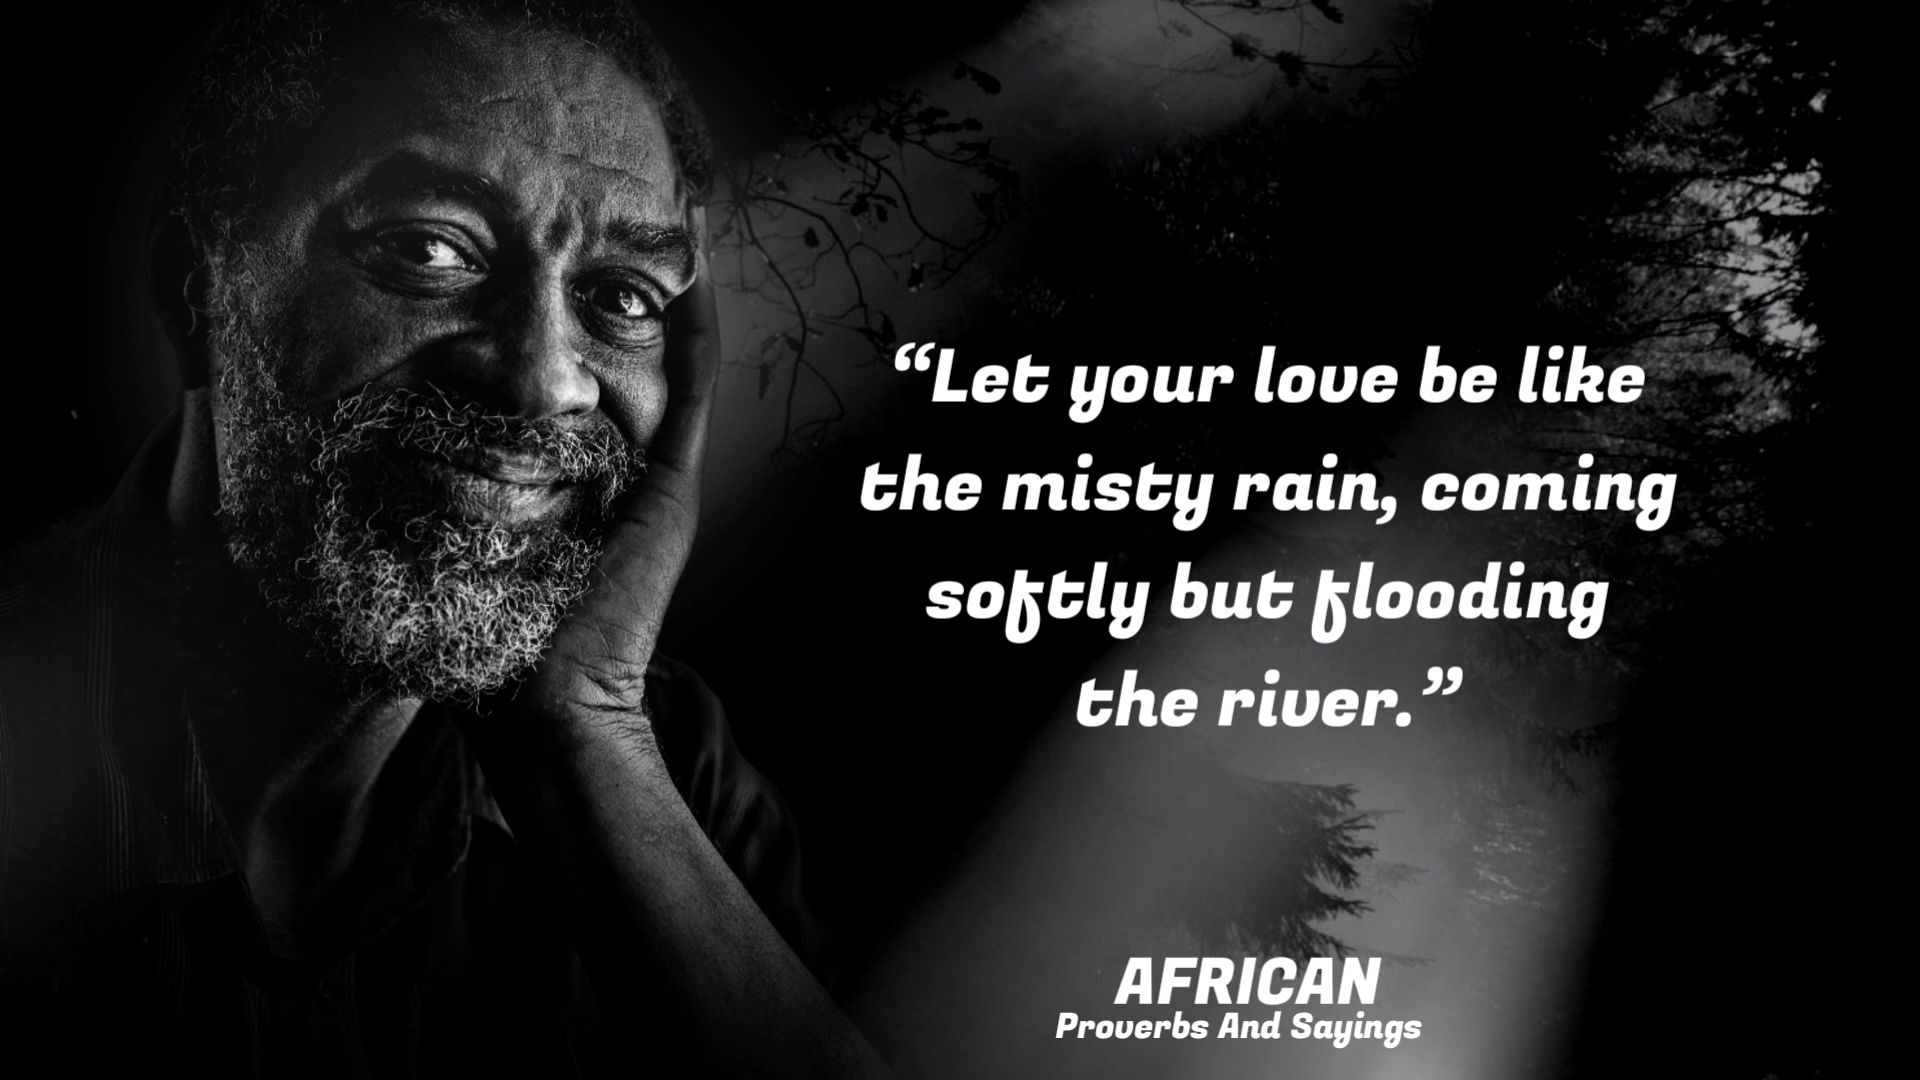 “Let your love be like
the misty rain, coming
softly but flooding
the river.”
AFRICAN
Proverbs And Sayings